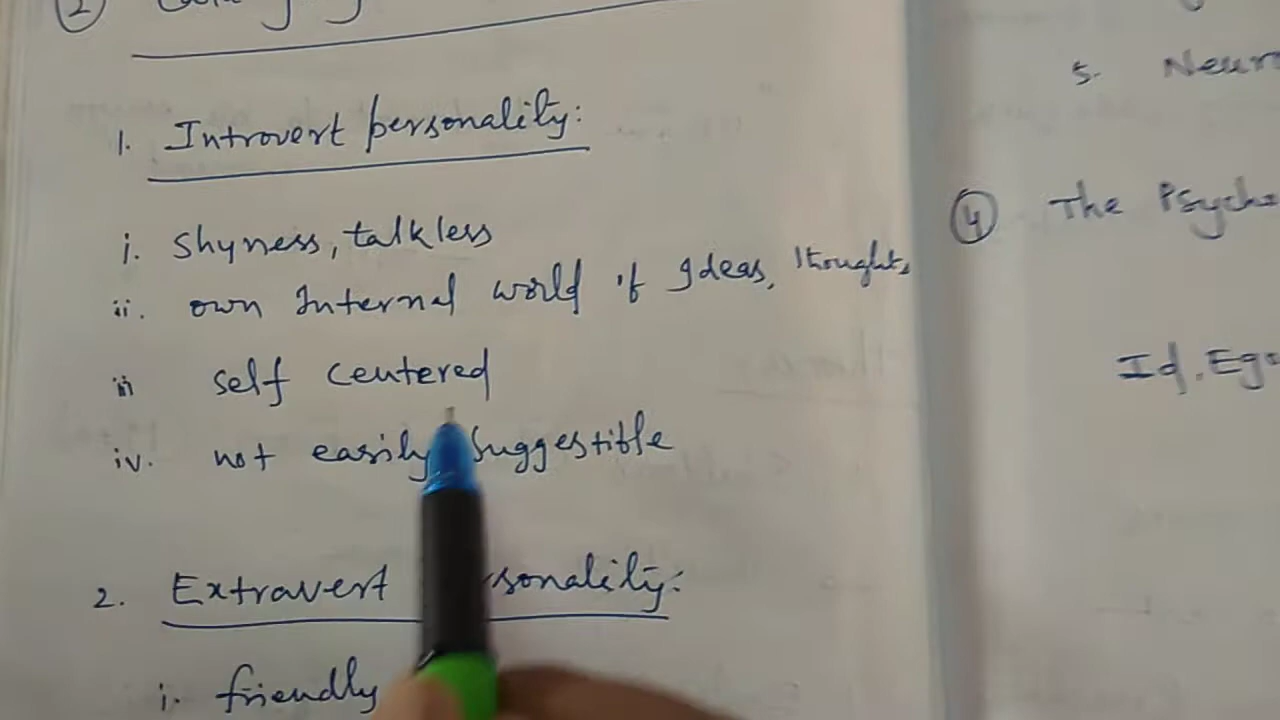 2
1. Introvert personality:
i. shyness, talkless
ii. own Internal world of Ideas, thoughts,
iii self centered
iv. not easily suggestible
2. Extravert
i. friendly
5.
4 The
Id, Ego